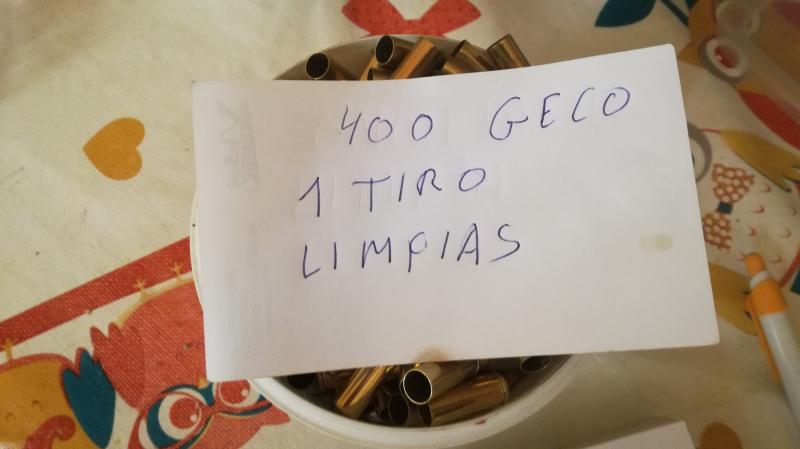 400 GECO
1 TIRO
LIMPIAS